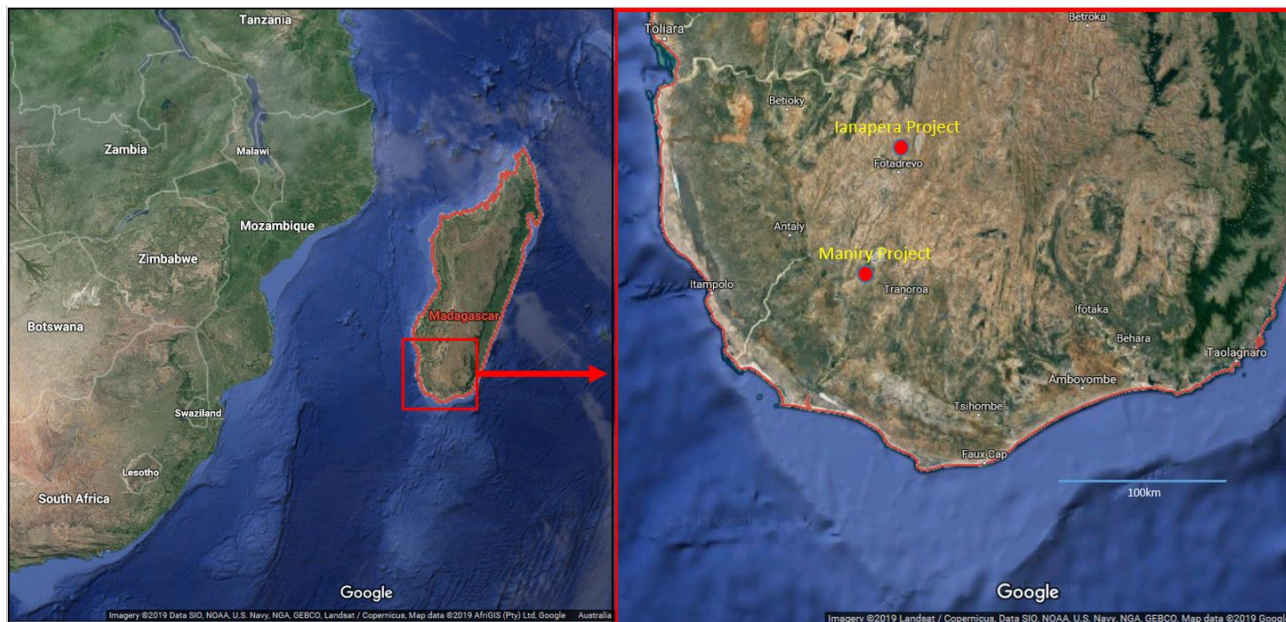 Tanzania
Zambia
Malawi
Mozambique
Zimbabwe
Madagascar
Botswana
Swaziland
Lesotho
South Africa
Google
Imagery ©2019 Data SIO, NOAA, U.S. Navy, NGA, GEBCO, Landsat / Copernicus, Map data ©2019 AfriGIS (Pty) Ltd, Google Australia
Betroka
Toliara
Betioky
Ianapera Project
Fotadrevo
Antaly
Maniry Project
Itampolo
Tranoroa
Ifotaka
Behara
Taolagnaro
Ambovombe
Tsihombe
Faux Cap
100km
© 2019 Google
Google
Imagery ©2019 Landsat / Copernicus, Data SIO, NOAA, U.S. Navy, NGA, GEBCO, Map data ©2019 Google